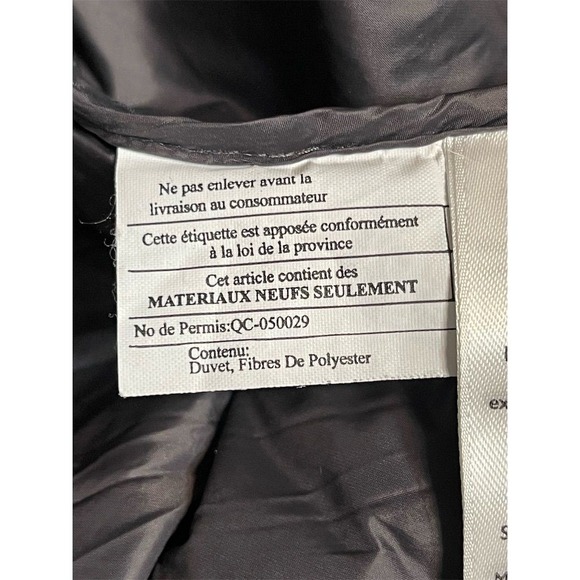 Ne pas enlever avant la
livraison au consommateur
Cette étiquette est apposée conformément
à la loi de la province
Cet article contient des
MATERIAUX NEUFS SEULEMENT
No de Permis:QC-050029
Contenu:
Duvet, Fibres De Polyester
ex
S